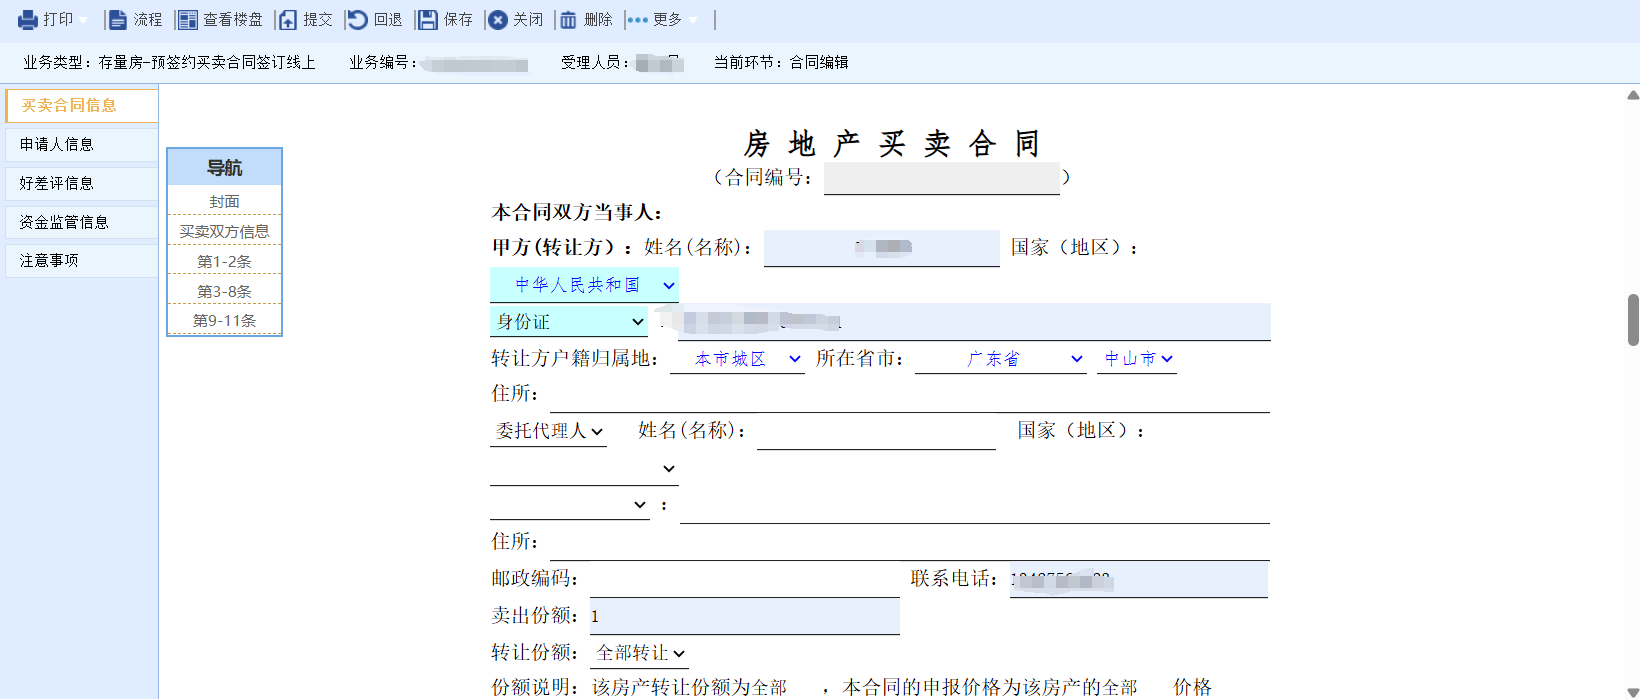 打印 流程 查看楼盘 提交 回退 保存 关闭 删除 更多
业务类型：存量房-预签约买卖合同签订线上 业务编号： 受理人员： 当前环节：合同编辑
买卖合同信息
申请人信息
好差评信息
资金监管信息
注意事项
导航
封面
买卖双方信息
第1-2条
第3-8条
第9-11条
房地产买卖合同
（合同编号： ）
本合同双方当事人：
甲方(转让方)：姓名(名称)： 国家（地区）：
中华人民共和国
身份证
转让方户籍归属地： 本市城区 所在省市： 广东省 中山市
住所：
委托代理人 姓名(名称)： 国家（地区）：
：
住所：
邮政编码： 联系电话：
卖出份额：1
转让份额： 全部转让
份额说明：该房产转让份额为全部 ，本合同的申报价格为该房产的全部 价格